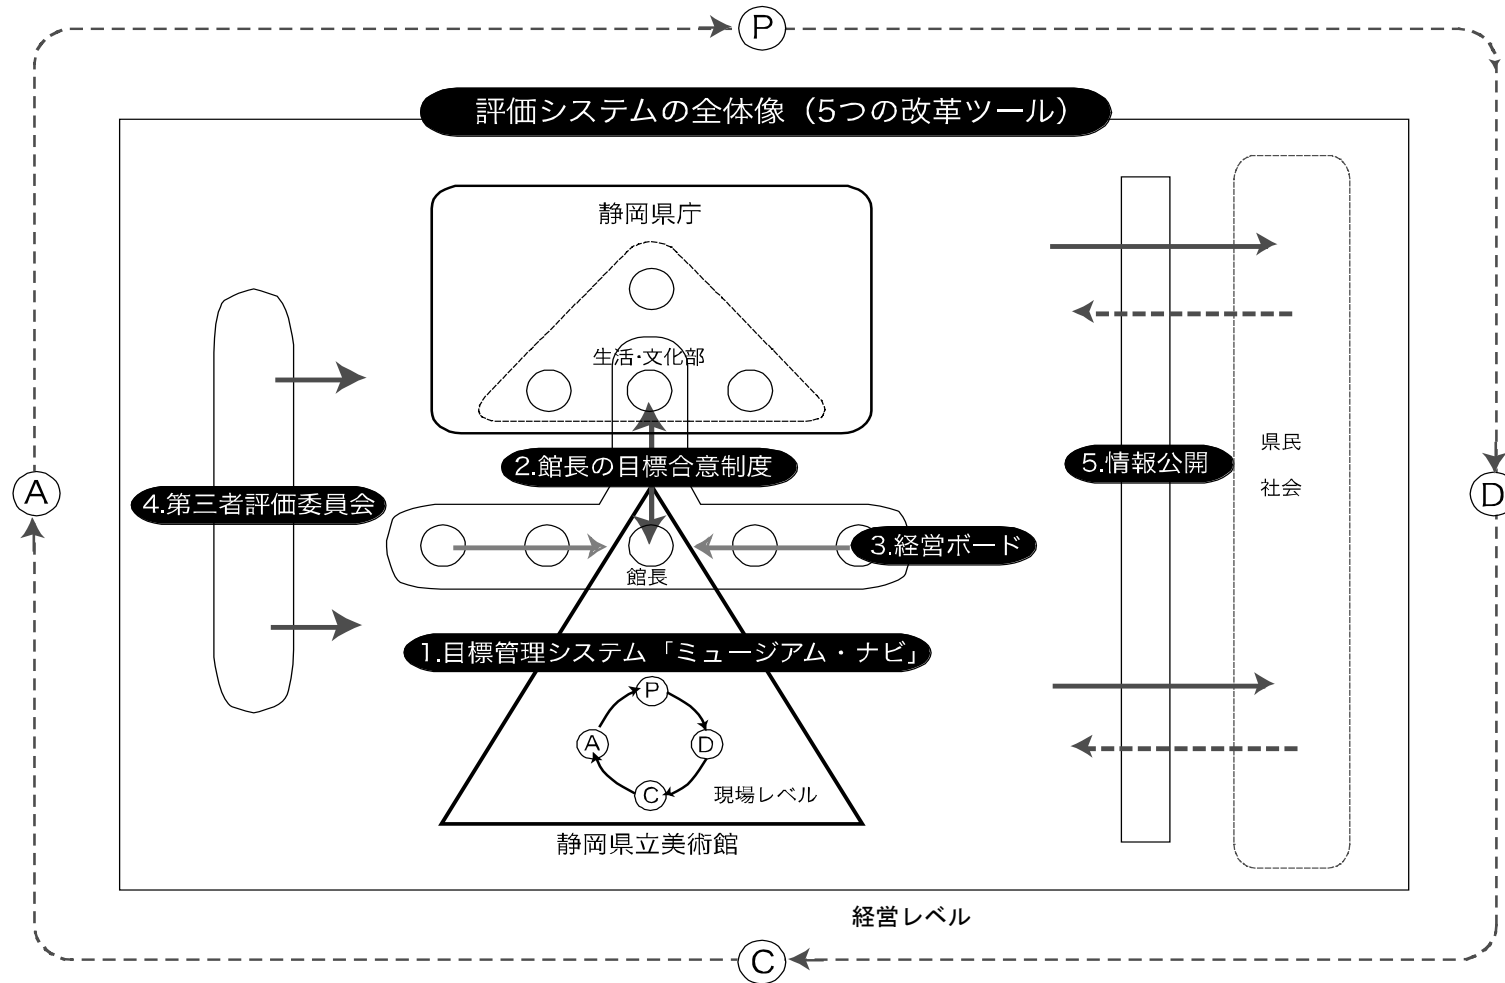 P
評価システムの全体像（5つの改革ツール）
静岡県庁
生活・文化部
県民
社会
2.館長の目標合意制度
5.情報公開
A
D
4.第三者評価委員会
3.経営ボード
館長
1.目標管理システム「ミュージアム・ナビ」
P
A
D
C
現場レベル
静岡県立美術館
経営レベル
C